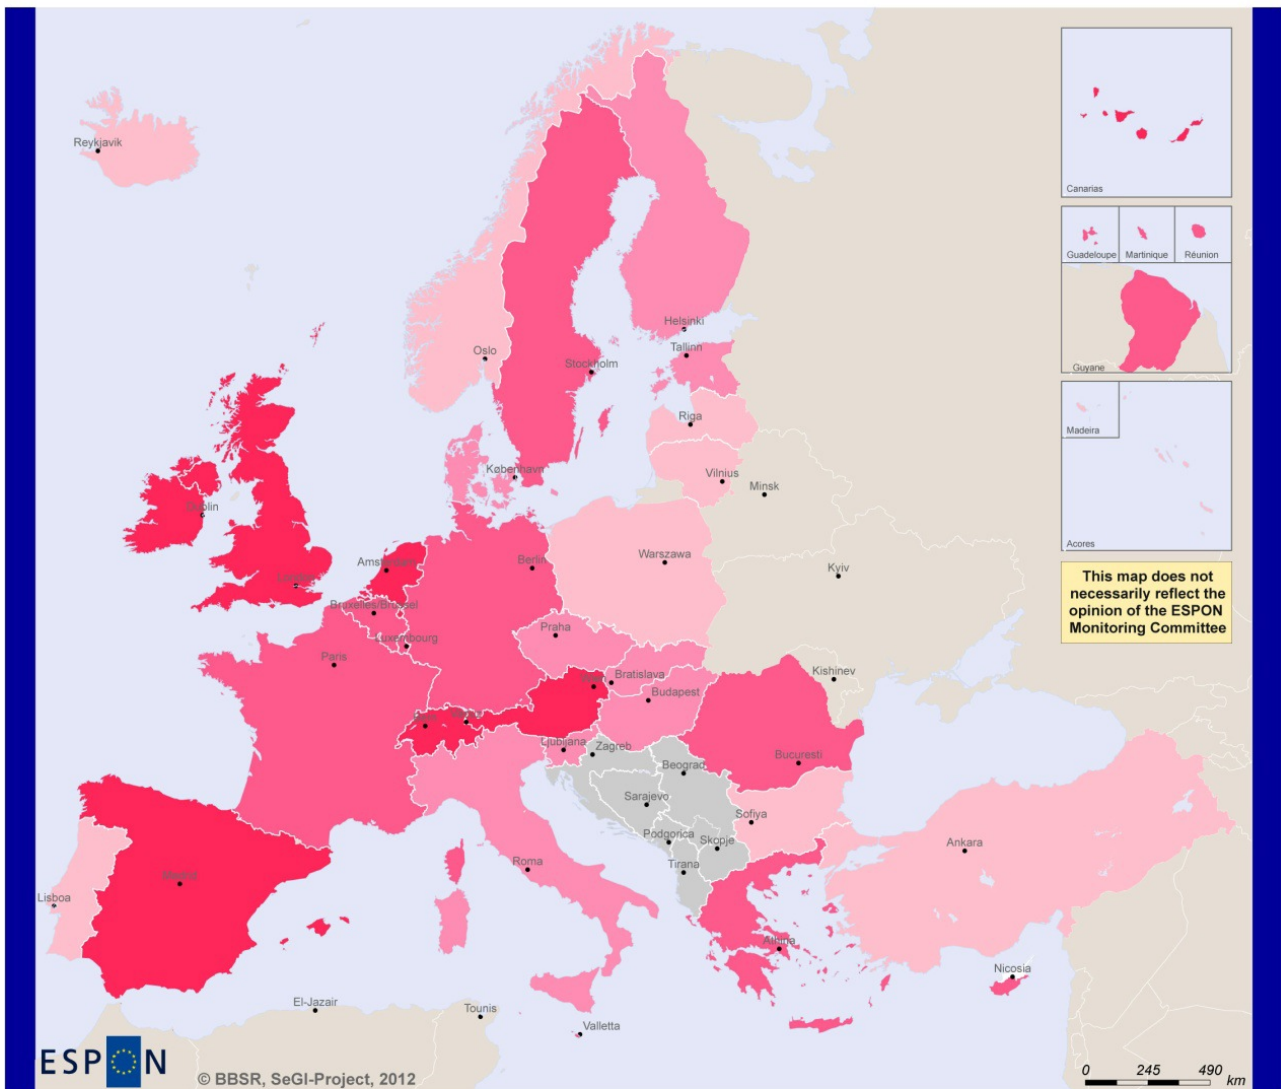 Reykjavik
Canarias
Guadeloupe
Martinique
Réunion
Helsinki
Tallinn
Oslo
Stockholm
Guyane
Riga
Madeira
København
Vilnius
Minsk
Acores
Warszawa
Berlin
Amsterdam
Kyiv
This map does not
necessarily reflect the
opinion of the ESPON
Monitoring Committee
Bruxelles/Brussel
Praha
Luxembourg
Paris
Kishinev
Bratislava
Budapest
Ljubljana
Zagreb
Bucuresti
Beograd
Sarajevo
Sofiya
Podgorica
Skopje
Ankara
Roma
Tirana
Lisboa
Athina
Nicosia
El-Jazair
Tounis
Valletta
ESPON
© BBSR, SeGI-Project, 2012
0 245 490
km